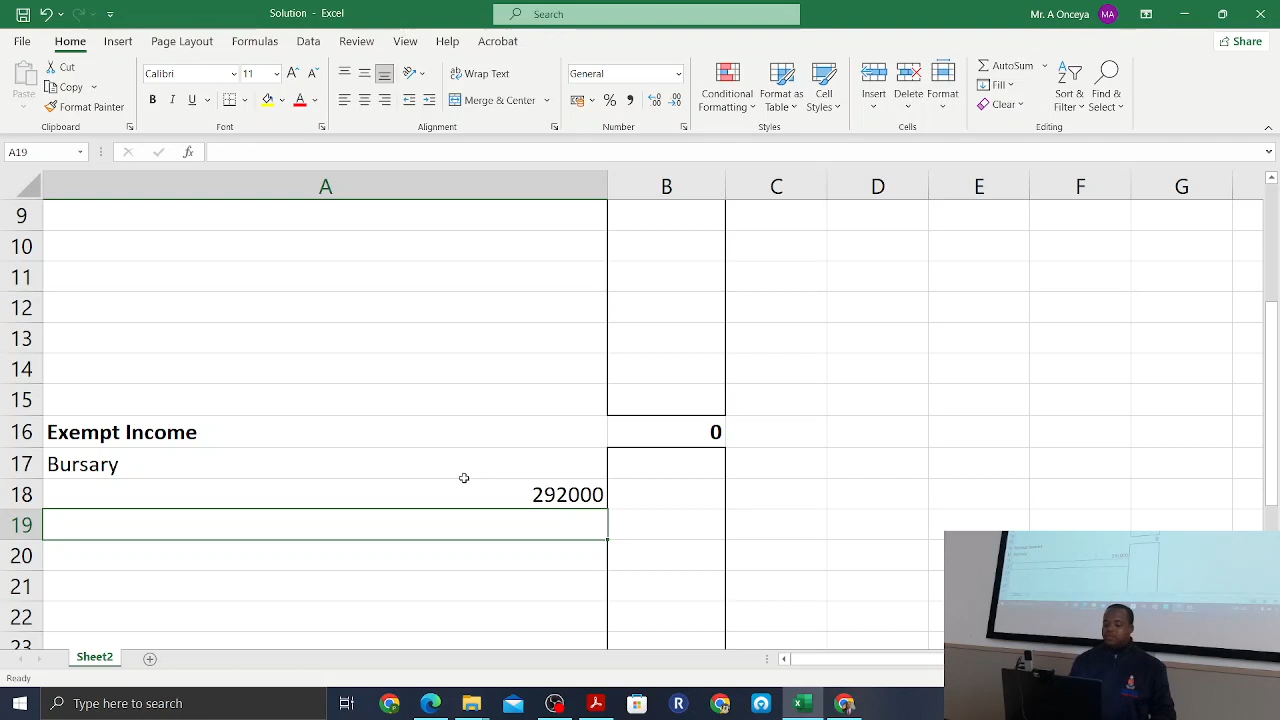 Solution - Excel
Search
Mr. A Onceya
MA
File Home Insert Page Layout Formulas Data Review View Help Acrobat
Share
Paste
Cut
Copy
Format Painter
Clipboard
Calibri
11
B I U
Font
Wrap Text
Merge & Center
Alignment
General
Number
Conditional Formatting
Format as Table
Cell Styles
Styles
Insert
Delete
Format
Cells
AutoSum
Fill
Clear
Sort & Filter
Find & Select
Editing
A19
fx
A B C D E F G
9
10
11
12
13
14
15
16 Exempt Income 0
17 Bursary
18 292000
19
20
21
22
23
Sheet2
Ready
Type here to search